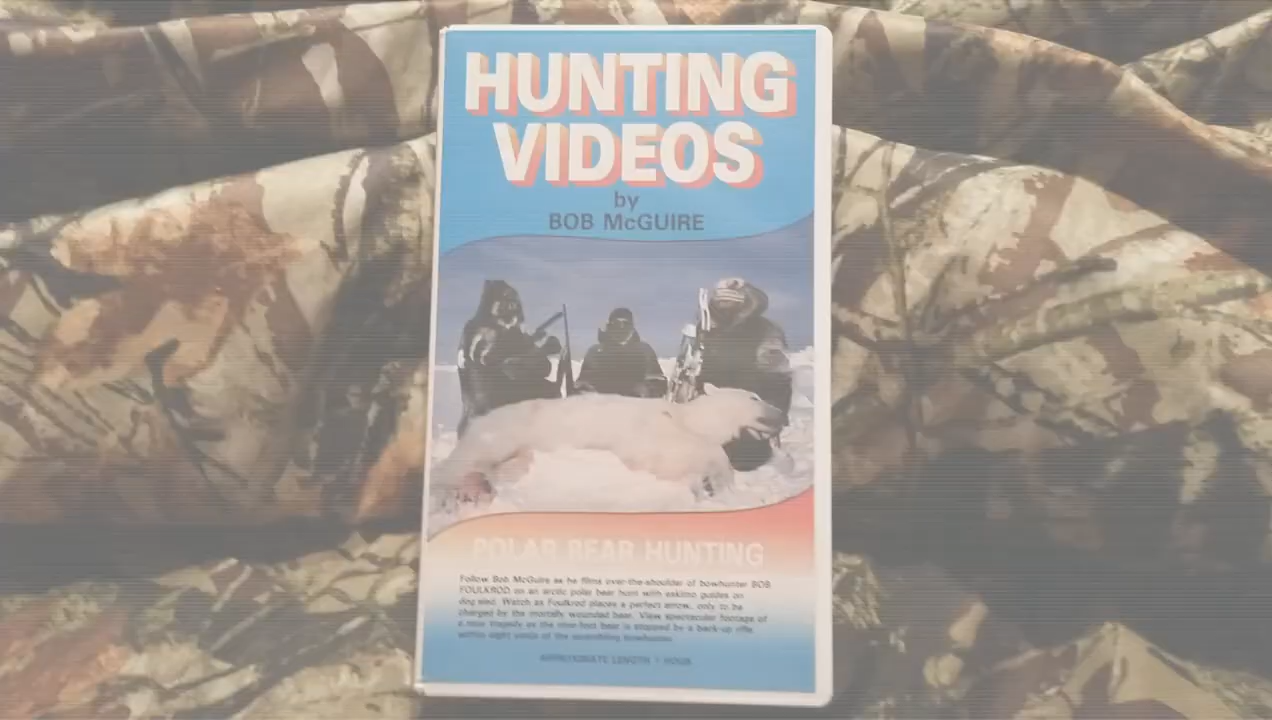 HUNTING
VIDEOS
by
BOB McGUIRE
POLAR BEAR HUNTING
Follow Bob McGuire as he films over-the-shoulder of bowhunter BOB
FOULKROD on an arctic polar bear hunt with eskimo guides on
dog sled. Watch as Foulkrod places a perfect arrow, only to be
charged by the mortally wounded bear. View spectacular footage of
a near tragedy as the nine-foot bear is stopped by a back-up rifle
within eight yards of the scrambling bowhunter.
APPROXIMATE LENGTH 1 HOUR